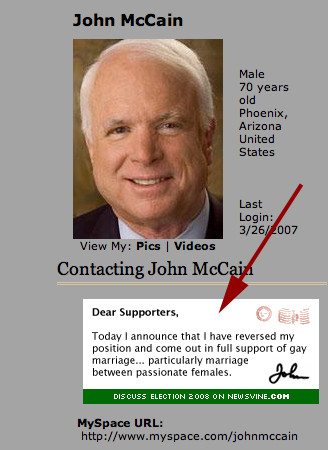 John McCain
Male
70 years
old
Phoenix,
Arizona
United
States
Last
Login:
3/26/2007
View My: Pics | Videos
Contacting John McCain
Dear Supporters,
Today I announce that I have reversed my
position and come out in full support of gay
marriage... particularly marriage
between passionate females.
John
DISCUSS ELECTION 2008 ON NEWSVINE.COM
MySpace URL:
http://www.myspace.com/johnmccain